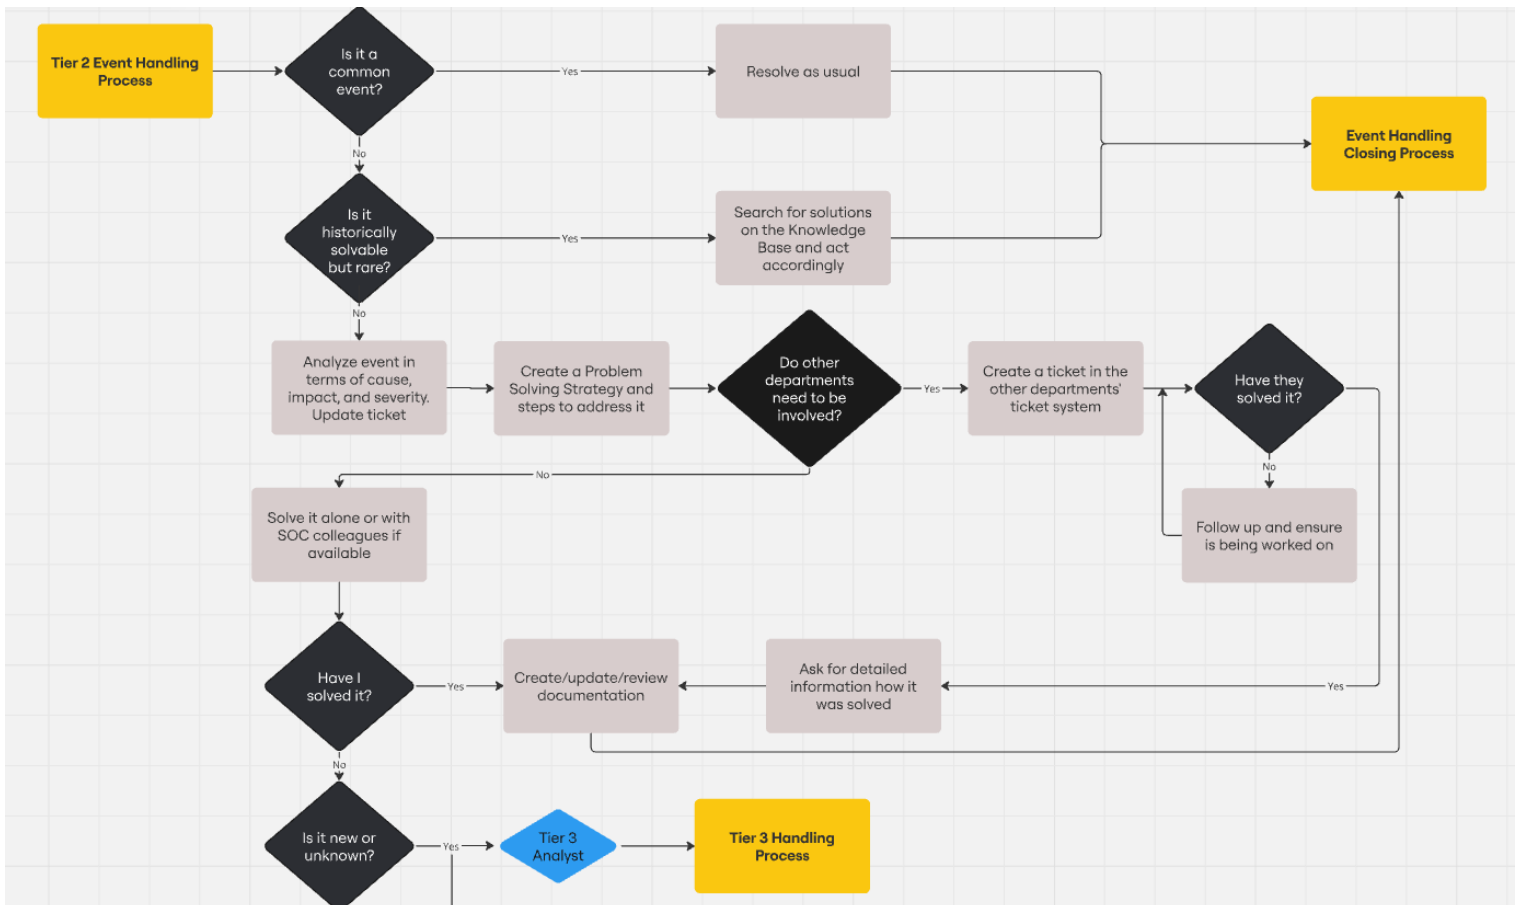 Tier 2 Event Handling
Process
Is it a
common
event?
Yes
Resolve as usual
Event Handling
Closing Process
No
Is it
historically
solvable
but rare?
Yes
Search for solutions
on the Knowledge
Base and act
accordingly
No
Analyze event in
terms of cause,
impact, and severity.
Update ticket
Create a Problem
Solving Strategy and
steps to address it
Do other
departments
need to be
involved?
Yes
Create a ticket in the
other departments'
ticket system
Have they
solved it?
No
No
Follow up and ensure
is being worked on
Solve it alone or with
SOC colleagues if
available
Have I
solved it?
Yes
Create/update/review
documentation
Ask for detailed
information how it
was solved
Yes
No
Is it new or
unknown?
Yes
Tier 3
Analyst
Tier 3 Handling
Process